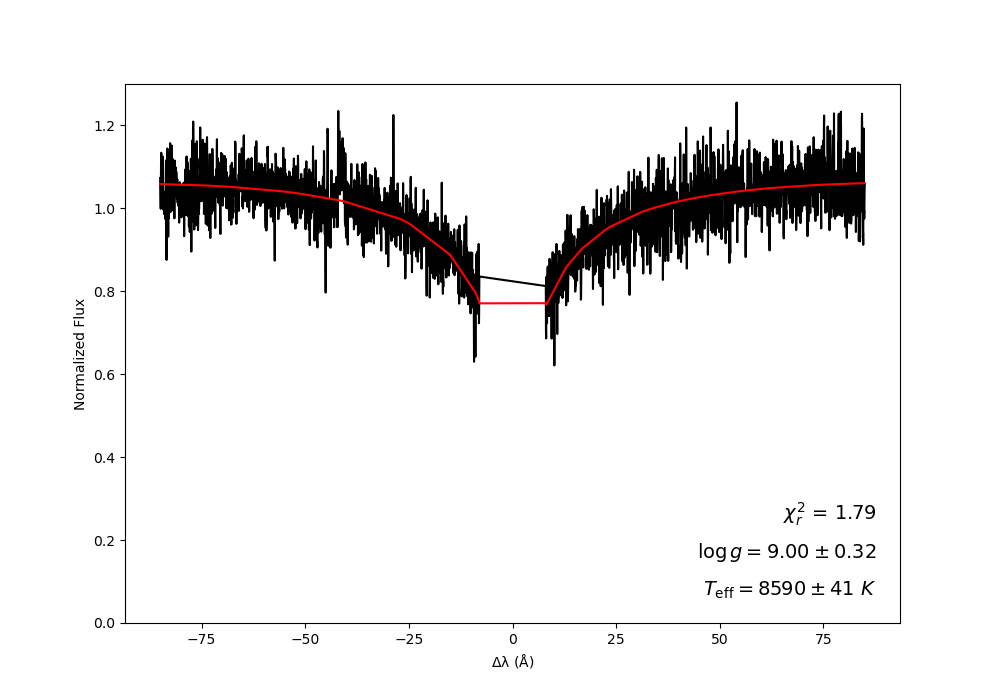 Normalized Flux
1.2
1.0
0.8
0.6
0.4
0.2
0.0
χ²ᵣ = 1.79
log g = 9.00 ± 0.32
T_eff = 8590 ± 41 K
−75
−50
−25
0
25
50
75
Δλ (Å)